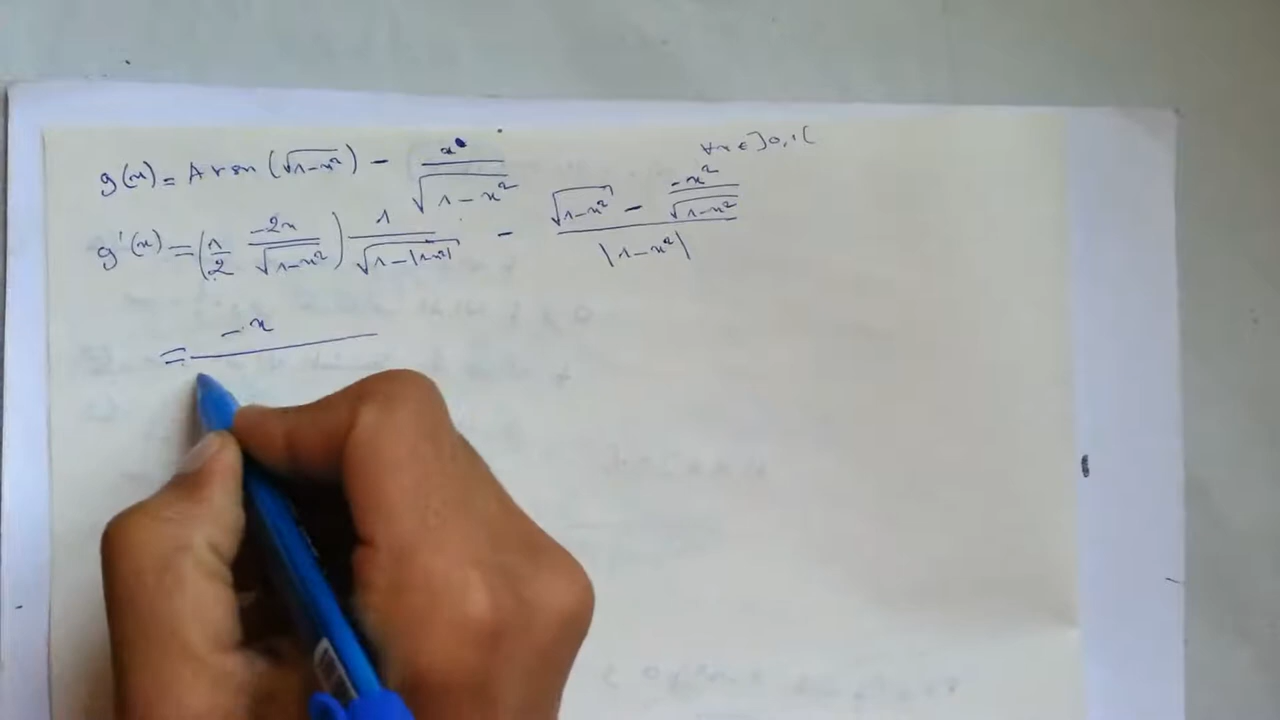 ∀x ∈ ]0,1[
g(x) = Arcsin(√1-x²) - x/√1-x²
g'(x) = (1/2 -2x/√1-x²) 1/√1-|1-x²| - (√1-x² - -x²/√1-x²)/|1-x²|
= -x